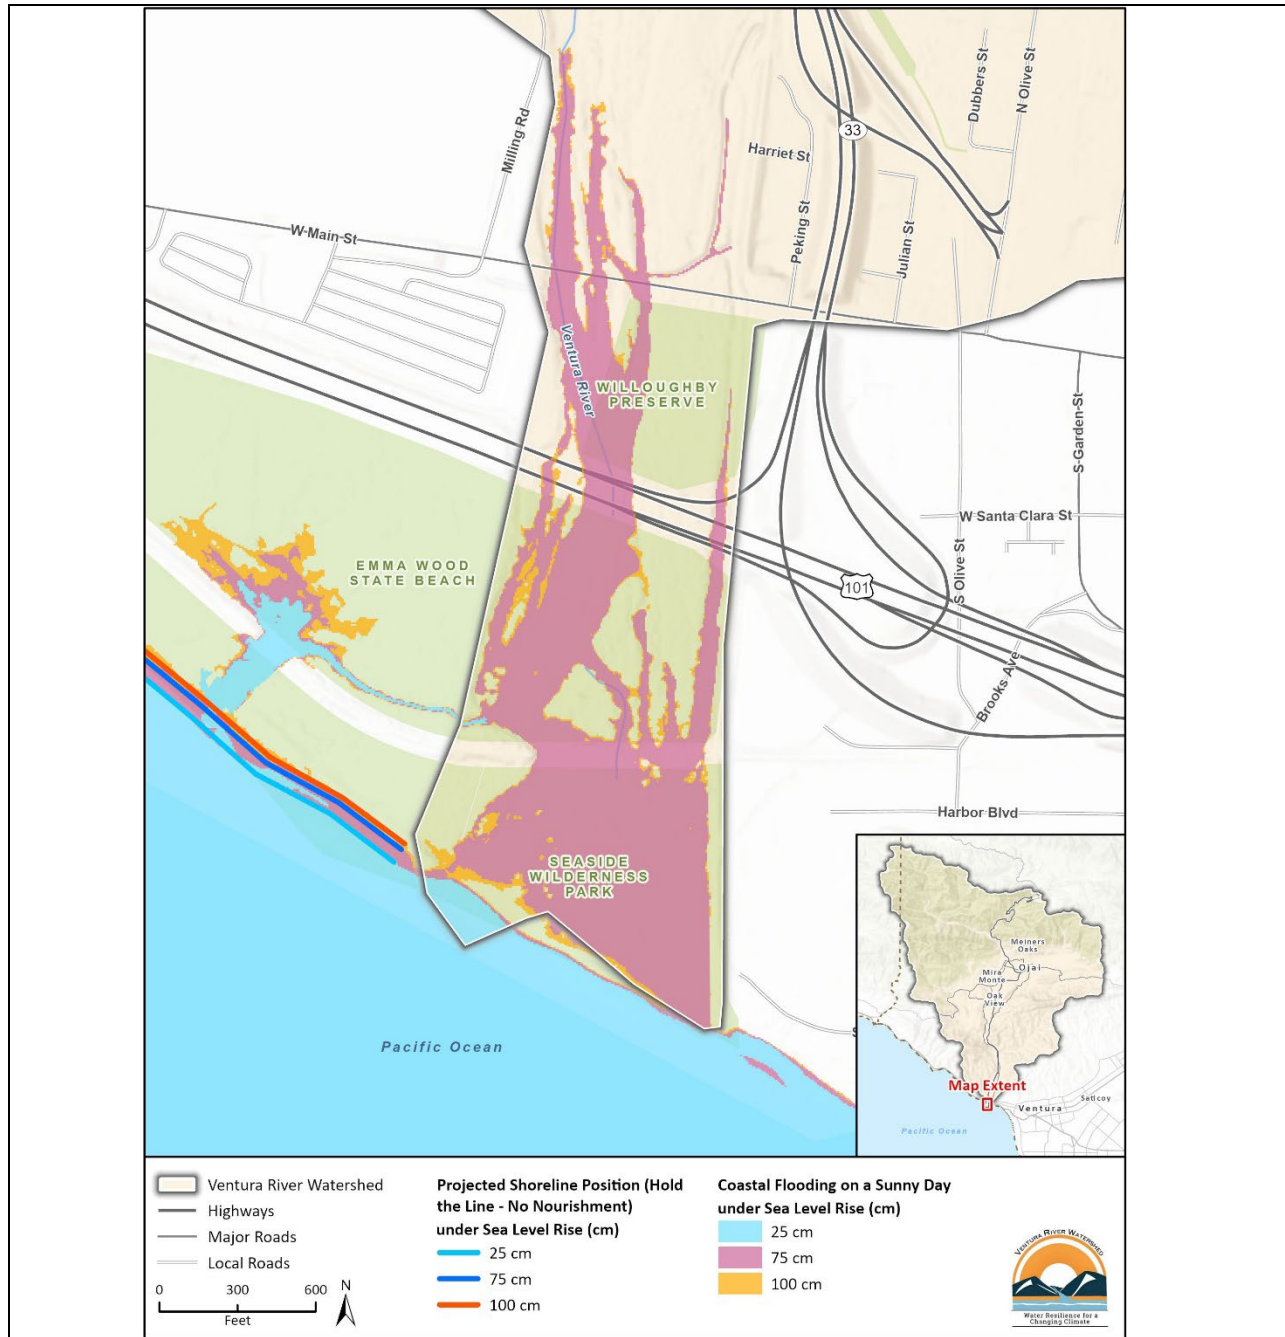 Dubbers St
N Olive St
33
Milling Rd
Harriet St
Peking St
Julian St
W Main St
Ventura River
WILLOUGHBY
PRESERVE
S Garden St
W Santa Clara St
S Olive St
EMMA WOOD
STATE BEACH
101
Brooks Ave
Harbor Blvd
SEASIDE
WILDERNESS
PARK
S
Pacific Ocean
Meiners
Oaks
Ojai
Mira
Monte
Oak
View
Map Extent
Ventura
Saticoy
Pacific Ocean
Ventura River Watershed
Highways
Major Roads
Local Roads
0 300 600
Feet
N
Projected Shoreline Position (Hold
the Line - No Nourishment)
under Sea Level Rise (cm)
25 cm
75 cm
100 cm
Coastal Flooding on a Sunny Day
under Sea Level Rise (cm)
25 cm
75 cm
100 cm
VENTURA RIVER WATERSHED
Water Resilience for a
Changing Climate